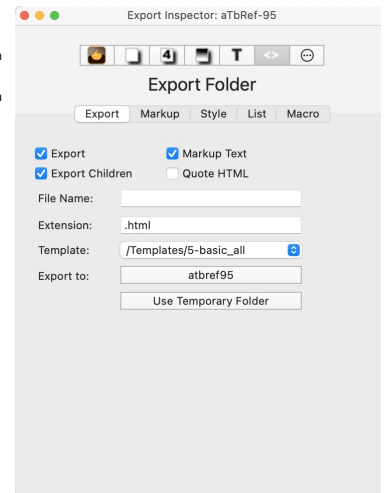 Export Inspector: aTbRef-95
4 T <>
Export Folder
Export Markup Style List Macro
Export Markup Text
Export Children Quote HTML
File Name:
Extension: .html
Template: /Templates/5-basic_all
Export to: atbref95
Use Temporary Folder